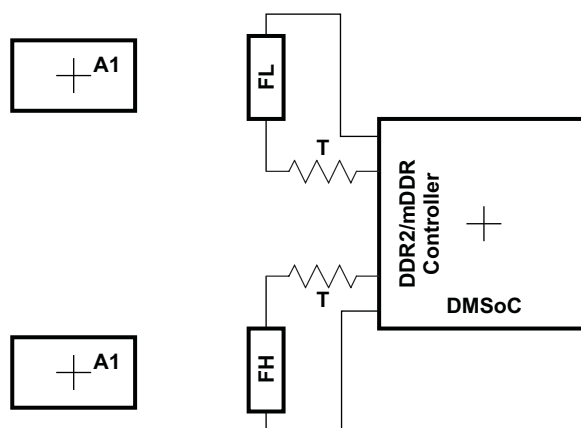 A1
FL
T
DDR2/mDDR
Controller
DMSoC
T
A1
FH